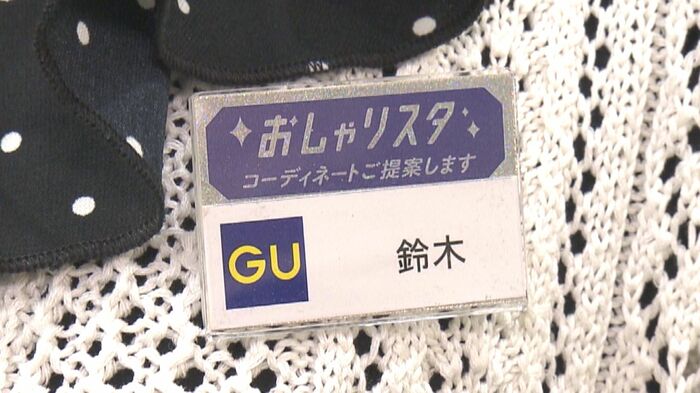 おしゃリスタ
コーディネートご提案します
GU
鈴木